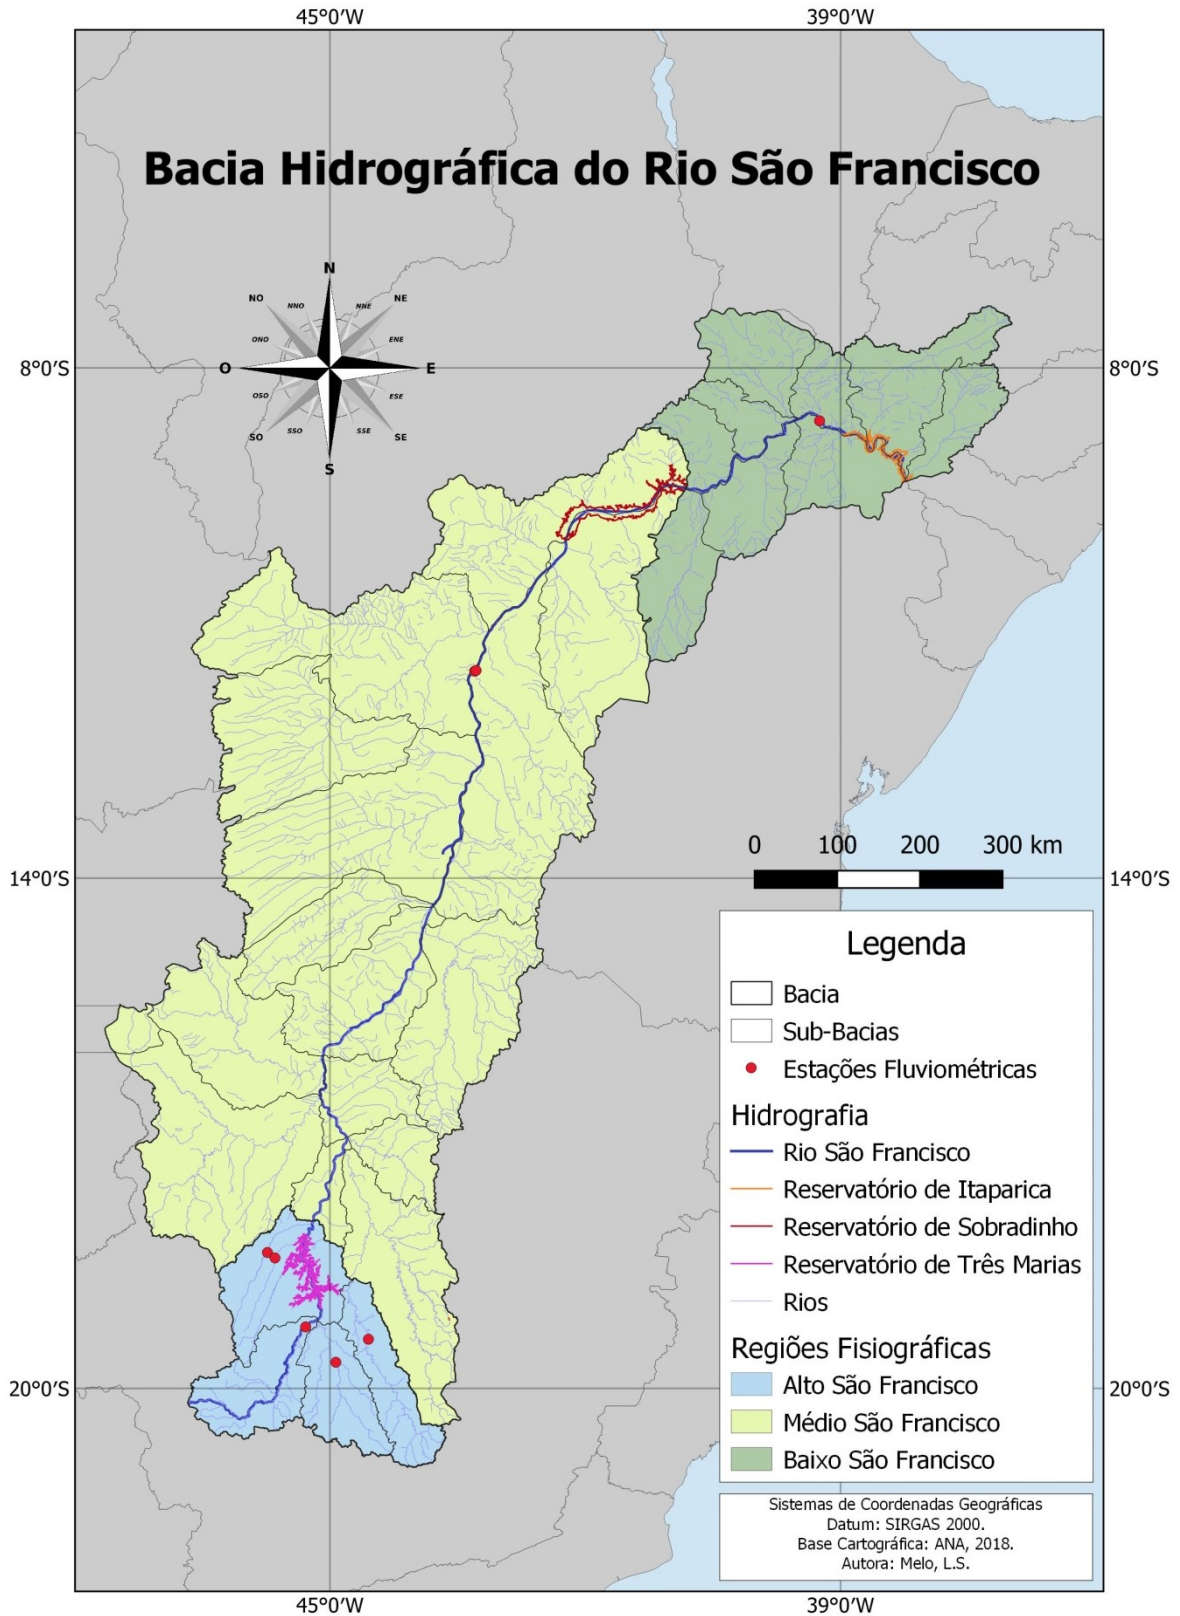 45°0′W 39°0′W
Bacia Hidrográfica do Rio São Francisco
N
NNO NNE
NO NE
ONO ENE
O E
OSO ESE
SO SE
SSO SSE
S
8°0′S 8°0′S
0 100 200 300 km
14°0′S 14°0′S
Legenda
Bacia
Sub-Bacias
Estações Fluviométricas
Hidrografia
Rio São Francisco
Reservatório de Itaparica
Reservatório de Sobradinho
Reservatório de Três Marias
Rios
Regiões Fisiográficas
Alto São Francisco
Médio São Francisco
Baixo São Francisco
20°0′S 20°0′S
Sistemas de Coordenadas Geográficas
Datum: SIRGAS 2000.
Base Cartográfica: ANA, 2018.
Autora: Melo, L.S.
45°0′W 39°0′W